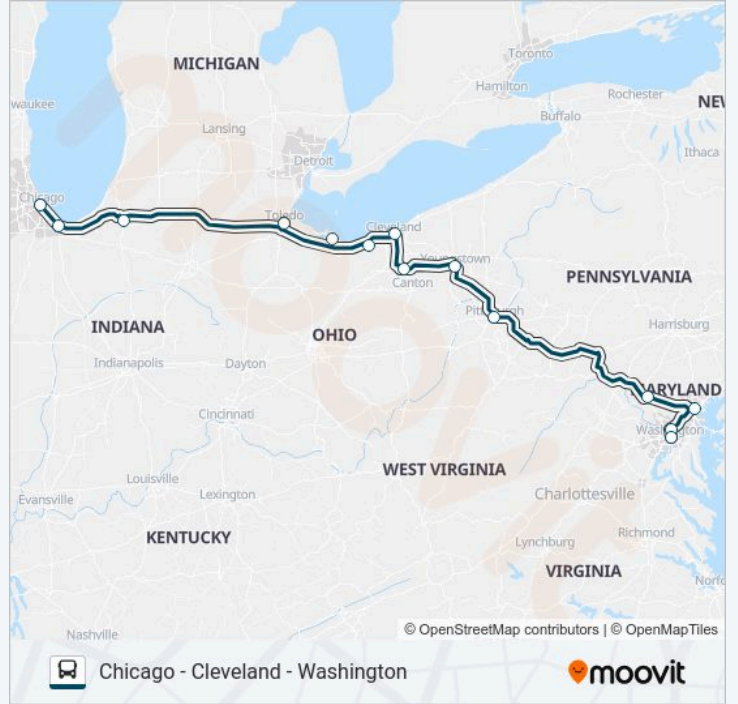 MICHIGAN
Toronto
Hamilton
Rochester
NEW
waukee
Buffalo
Lansing
Ithaca
Detroit
Chicago
Toledo
Cleveland
Youngstown
PENNSYLVANIA
Canton
Pittsburgh
Harrisburg
INDIANA
OHIO
Indianapolis
Dayton
MARYLAND
Cincinnati
Washington
WEST VIRGINIA
Louisville
Evansville
Lexington
Charlottesville
KENTUCKY
Lynchburg
Richmond
VIRGINIA
Norfo
Nashville
© OpenStreetMap contributors | © OpenMapTiles
Chicago - Cleveland - Washington
moovit